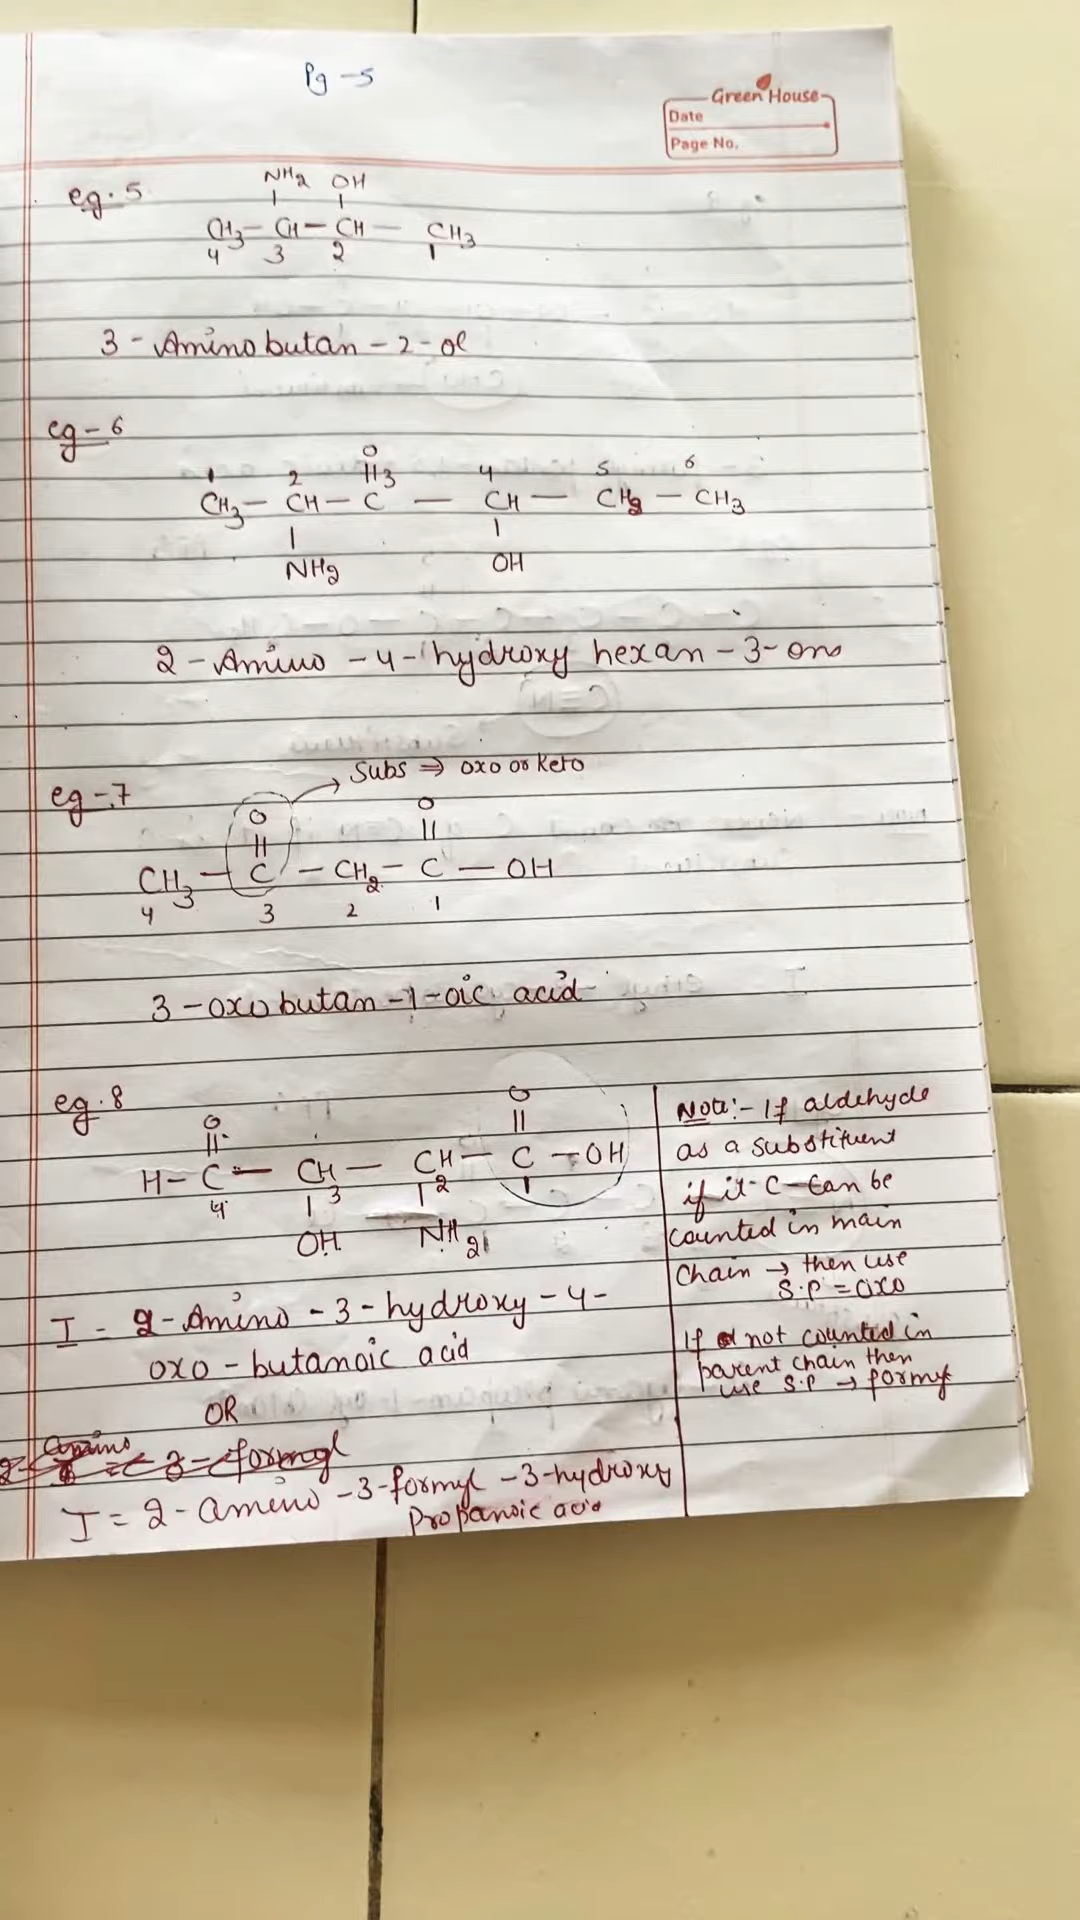 Pg - 5
Green House
Date
Page No.
eg. 5
NH2 OH
CH3 - CH - CH - CH3
4 3 2 1
3 - Aminobutan - 2 - ol
eg - 6
O
1 2 || 3 4 5 6
CH3 - CH - C - CH - CH2 - CH3
NH2 OH
2 - Amino - 4 - hydroxy hexan - 3 - one
Subs ⇒ oxo or Keto
eg - 7
O O
|| ||
CH3 - C - CH2 - C - OH
4 3 2 1
3 - oxobutan - 1 - oic acid
eg. 8
O O
|| ||
H - C - CH - CH - C - OH
4 3 2 1
OH NH2
I - 2 - Amino - 3 - hydroxy - 4 -
oxo - butanoic acid
OR
I = 2 - amino - 3 - formyl - 3 - hydroxy
Propanoic acid
Note:- If aldehyde
as a substituent
if it C can be
counted in main
Chain → then use
S.P = oxo
If not counted in
parent chain then
use S.P → formyl